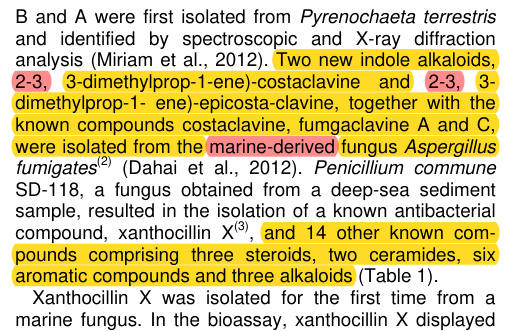 B and A were first isolated from Pyrenochaeta terrestris
and identified by spectroscopic and X-ray diffraction
analysis (Miriam et al., 2012). Two new indole alkaloids,
2-3, 3-dimethylprop-1-ene)-costaclavine and 2-3, 3-
dimethylprop-1- ene)-epicosta-clavine, together with the
known compounds costaclavine, fumgaclavine A and C,
were isolated from the marine-derived fungus Aspergillus
fumigates(2) (Dahai et al., 2012). Penicillium commune
SD-118, a fungus obtained from a deep-sea sediment
sample, resulted in the isolation of a known antibacterial
compound, xanthocillin X(3), and 14 other known com-
pounds comprising three steroids, two ceramides, six
aromatic compounds and three alkaloids (Table 1).
Xanthocillin X was isolated for the first time from a
marine fungus. In the bioassay, xanthocillin X displayed